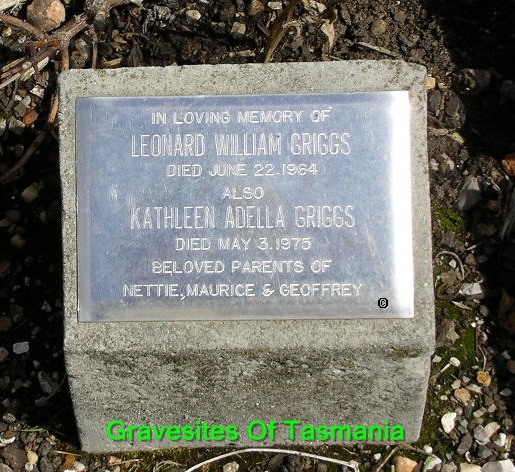 IN LOVING MEMORY OF
LEONARD WILLIAM GRIGGS
DIED JUNE 22.1964
ALSO
KATHLEEN ADELLA GRIGGS
DIED MAY 3.1975
BELOVED PARENTS OF
NETTIE, MAURICE & GEOFFREY
©
Gravesites Of Tasmania